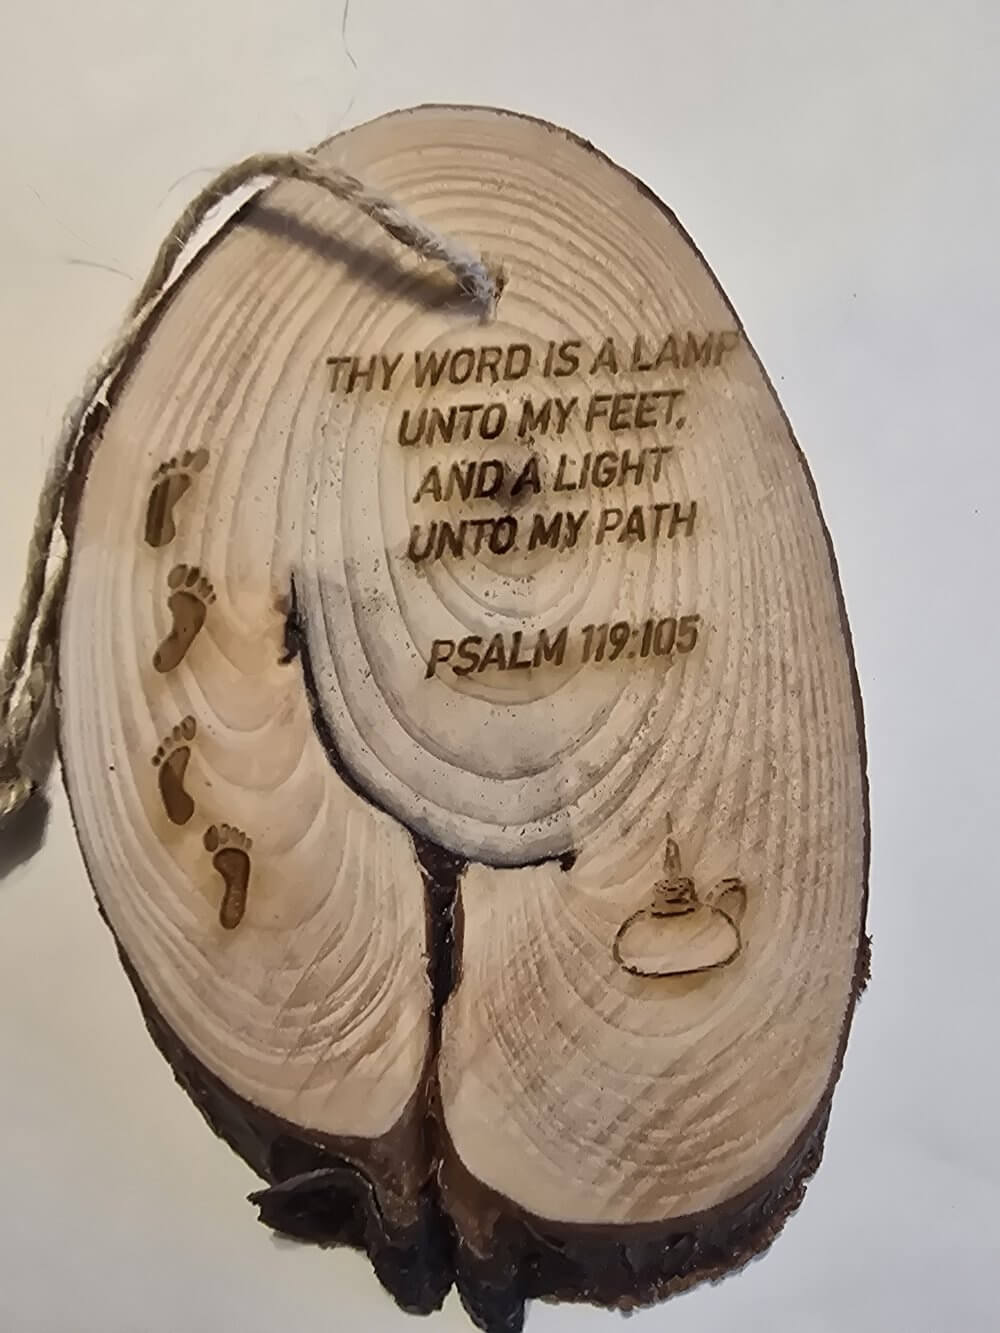 THY WORD IS A LAMP
UNTO MY FEET,
AND A LIGHT
UNTO MY PATH
PSALM 119:105